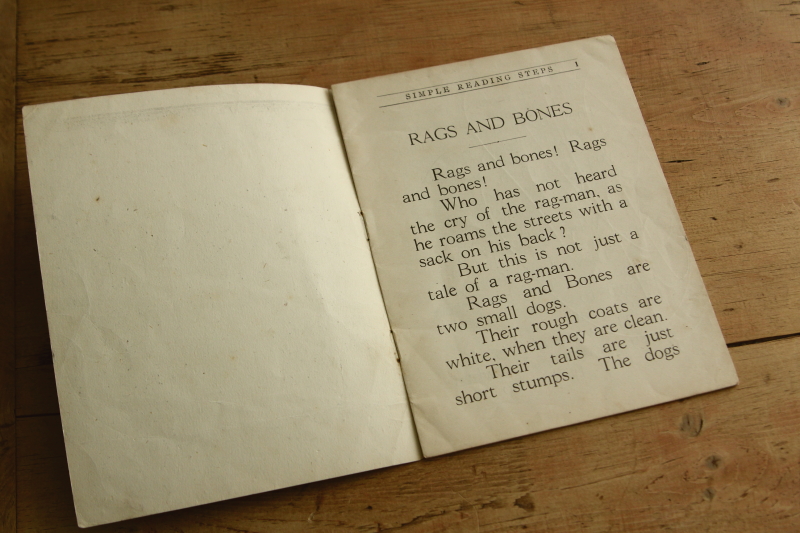 SIMPLE READING STEPS 1
RAGS AND BONES
Rags and bones! Rags
and bones!
Who has not heard
the cry of the rag-man, as
he roams the streets with a
sack on his back?
But this is not just a
tale of a rag-man.
Rags and Bones are
two small dogs.
Their rough coats are
white, when they are clean.
Their tails are just
short stumps. The dogs